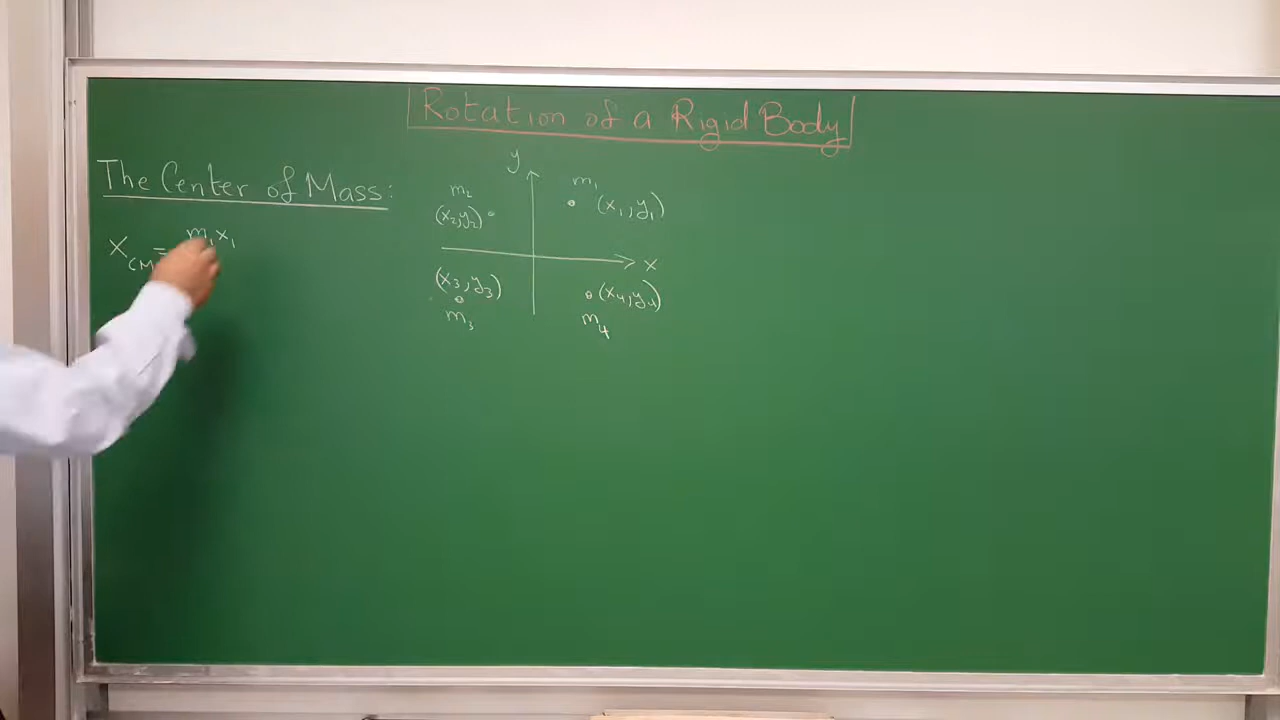 Rotation of a Rigid Body
The Center of Mass:
X_CM = m₁x₁
y
m₂
(x₂,y₂)
m₁
(x₁,y₁)
x
(x₃,y₃)
m₃
(x₄,y₄)
m₄